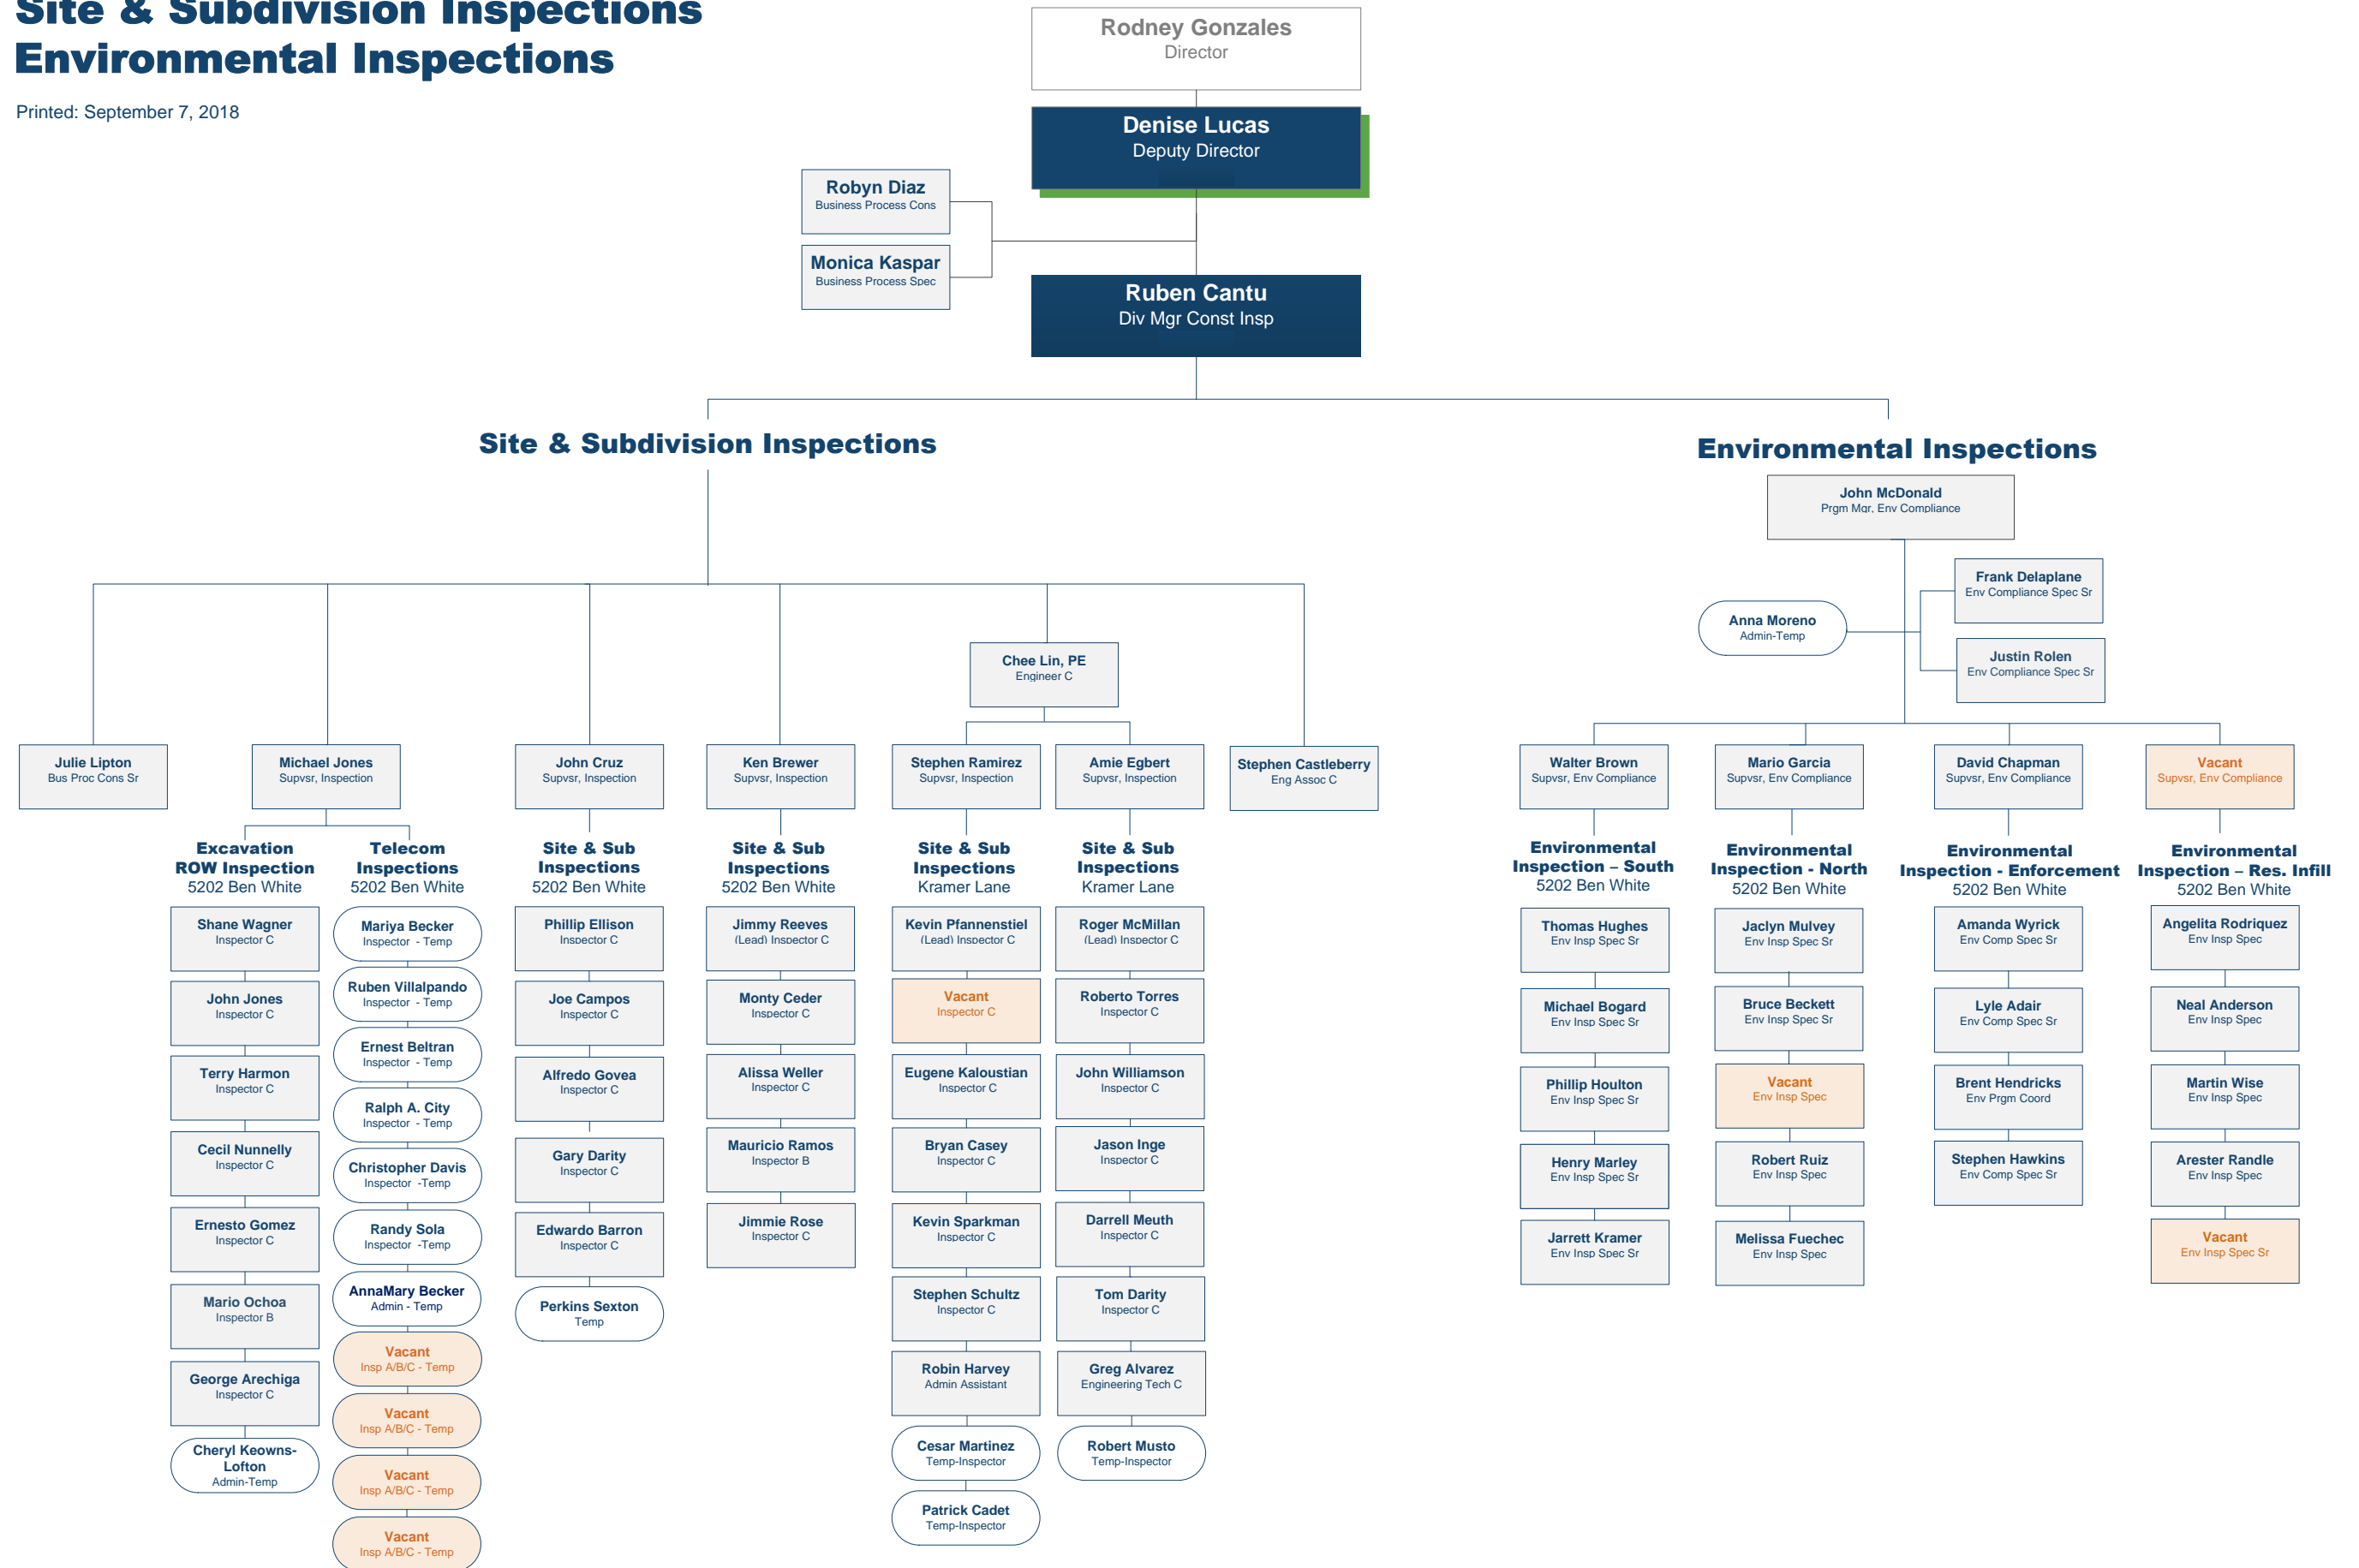 Site & Subdivision Inspections
Environmental Inspections
Printed: September 7, 2018
Rodney Gonzales
Director
Denise Lucas
Deputy Director
Robyn Diaz
Business Process Cons
Monica Kaspar
Business Process Spec
Ruben Cantu
Div Mgr Const Insp
Site & Subdivision Inspections
Chee Lin, PE
Engineer C
Julie Lipton
Bus Proc Cons Sr
Michael Jones
Supvsr, Inspection
John Cruz
Supvsr, Inspection
Ken Brewer
Supvsr, Inspection
Stephen Ramirez
Supvsr, Inspection
Amie Egbert
Supvsr, Inspection
Stephen Castleberry
Eng Assoc C
Excavation
ROW Inspection
5202 Ben White
Shane Wagner
Inspector C
John Jones
Inspector C
Terry Harmon
Inspector C
Cecil Nunnelly
Inspector C
Ernesto Gomez
Inspector C
Mario Ochoa
Inspector B
George Arechiga
Inspector C
Cheryl Keowns-
Lofton
Admin-Temp
Telecom
Inspections
5202 Ben White
Mariya Becker
Inspector - Temp
Ruben Villalpando
Inspector - Temp
Ernest Beltran
Inspector - Temp
Ralph A. City
Inspector - Temp
Christopher Davis
Inspector -Temp
Randy Sola
Inspector -Temp
AnnaMary Becker
Admin - Temp
Vacant
Insp A/B/C - Temp
Vacant
Insp A/B/C - Temp
Vacant
Insp A/B/C - Temp
Vacant
Insp A/B/C - Temp
Site & Sub
Inspections
5202 Ben White
Phillip Ellison
Inspector C
Joe Campos
Inspector C
Alfredo Govea
Inspector C
Gary Darity
Inspector C
Edwardo Barron
Inspector C
Perkins Sexton
Temp
Site & Sub
Inspections
5202 Ben White
Jimmy Reeves
(Lead) Inspector C
Monty Ceder
Inspector C
Alissa Weller
Inspector C
Mauricio Ramos
Inspector B
Jimmie Rose
Inspector C
Site & Sub
Inspections
Kramer Lane
Kevin Pfannenstiel
(Lead) Inspector C
Vacant
Inspector C
Eugene Kaloustian
Inspector C
Bryan Casey
Inspector C
Kevin Sparkman
Inspector C
Stephen Schultz
Inspector C
Robin Harvey
Admin Assistant
Cesar Martinez
Temp-Inspector
Patrick Cadet
Temp-Inspector
Site & Sub
Inspections
Kramer Lane
Roger McMillan
(Lead) Inspector C
Roberto Torres
Inspector C
John Williamson
Inspector C
Jason Inge
Inspector C
Darrell Meuth
Inspector C
Tom Darity
Inspector C
Greg Alvarez
Engineering Tech C
Robert Musto
Temp-Inspector
Environmental Inspections
John McDonald
Prgm Mgr, Env Compliance
Frank Delaplane
Env Compliance Spec Sr
Anna Moreno
Admin-Temp
Justin Rolen
Env Compliance Spec Sr
Walter Brown
Supvsr, Env Compliance
Mario Garcia
Supvsr, Env Compliance
David Chapman
Supvsr, Env Compliance
Vacant
Supvsr, Env Compliance
Environmental
Inspection – South
5202 Ben White
Thomas Hughes
Env Insp Spec Sr
Michael Bogard
Env Insp Spec Sr
Phillip Houlton
Env Insp Spec Sr
Henry Marley
Env Insp Spec Sr
Jarrett Kramer
Env Insp Spec Sr
Environmental
Inspection - North
5202 Ben White
Jaclyn Mulvey
Env Insp Spec Sr
Bruce Beckett
Env Insp Spec Sr
Vacant
Env Insp Spec
Robert Ruiz
Env Insp Spec
Melissa Fuechec
Env Insp Spec
Environmental
Inspection - Enforcement
5202 Ben White
Amanda Wyrick
Env Comp Spec Sr
Lyle Adair
Env Comp Spec Sr
Brent Hendricks
Env Prgm Coord
Stephen Hawkins
Env Comp Spec Sr
Environmental
Inspection – Res. Infill
5202 Ben White
Angelita Rodriquez
Env Insp Spec
Neal Anderson
Env Insp Spec
Martin Wise
Env Insp Spec
Arester Randle
Env Insp Spec
Vacant
Env Insp Spec Sr